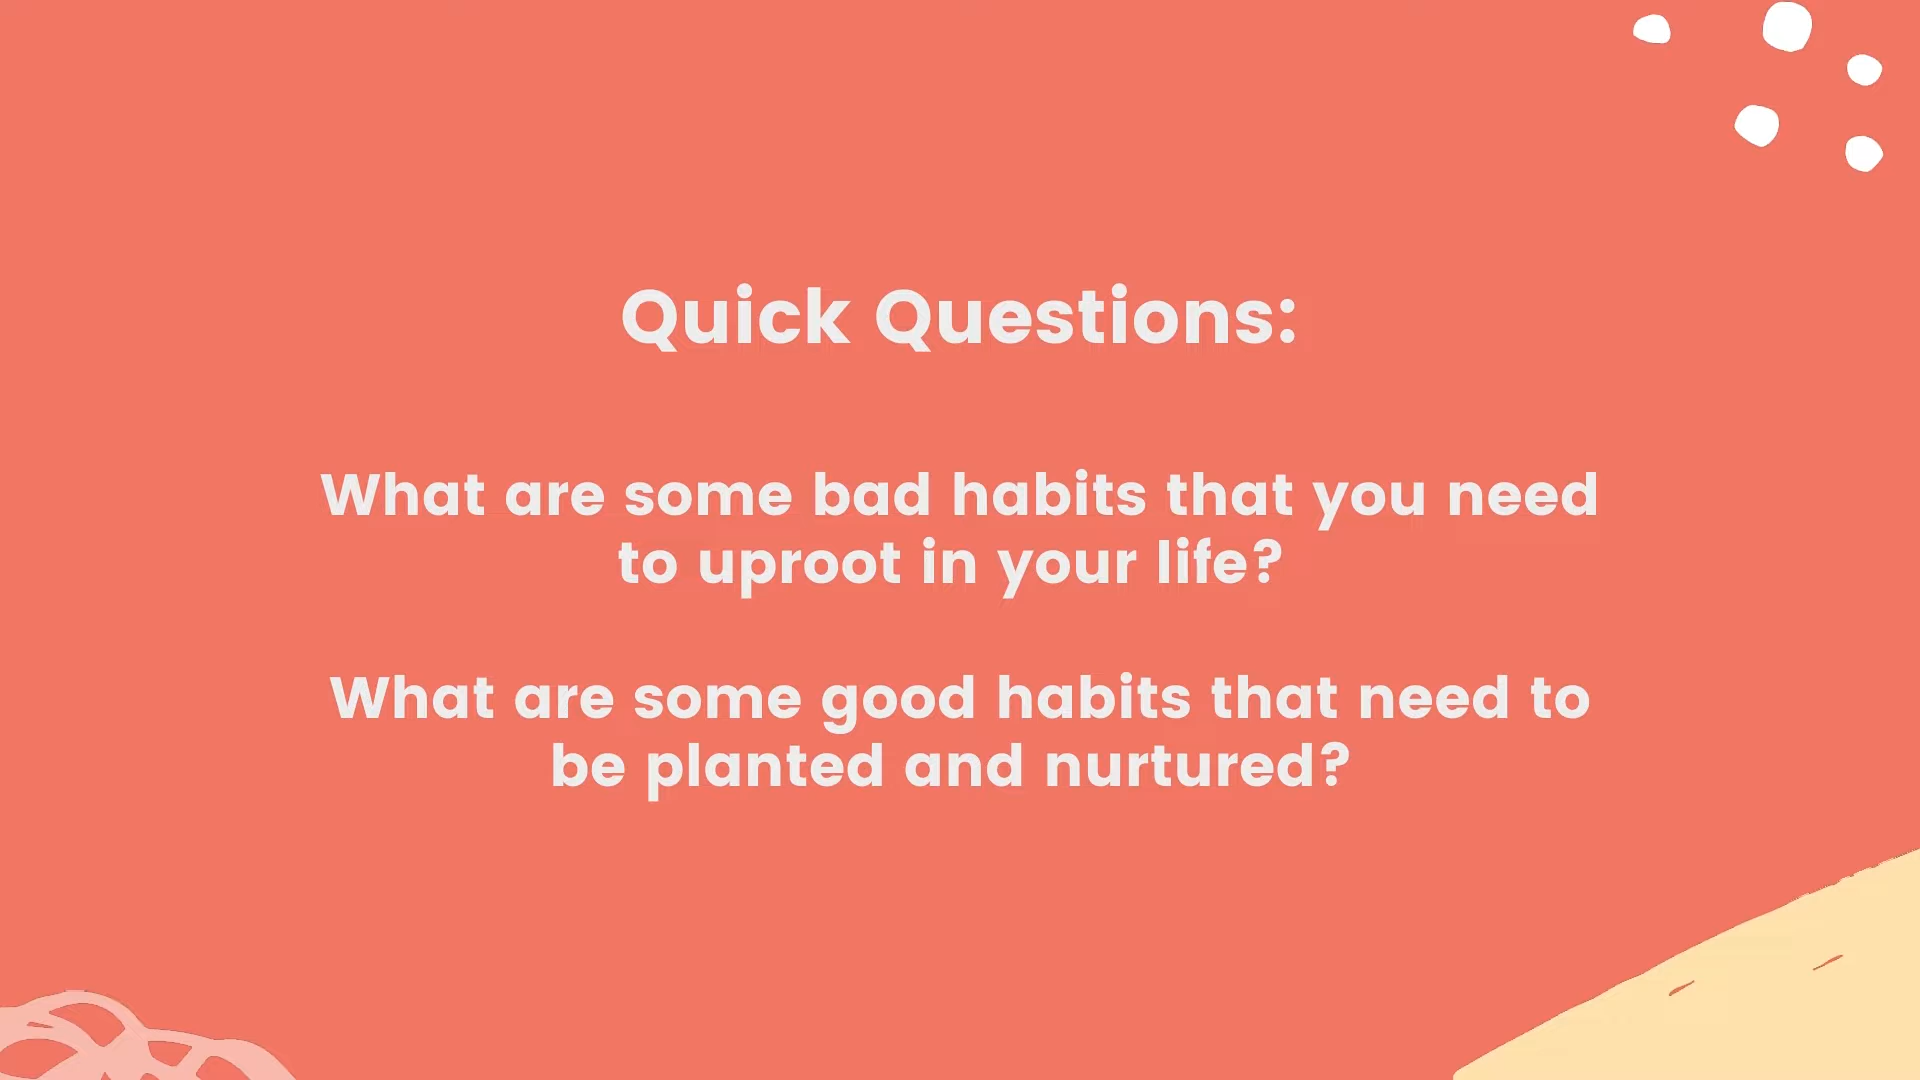 Quick Questions:
What are some bad habits that you need
to uproot in your life?
What are some good habits that need to
be planted and nurtured?